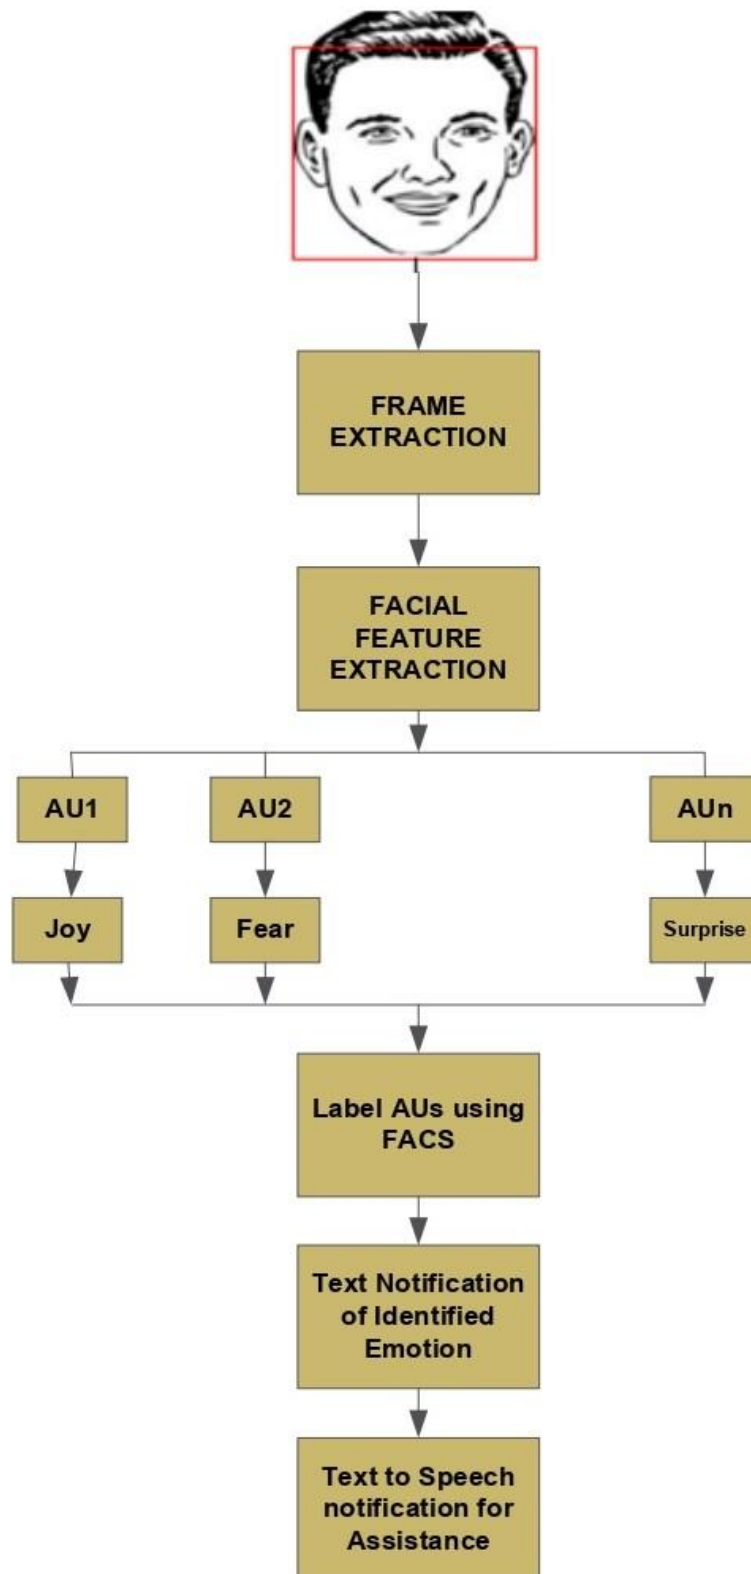 FRAME
EXTRACTION
FACIAL
FEATURE
EXTRACTION
AU1
AU2
AUn
Joy
Fear
Surprise
Label AUs using
FACS
Text Notification
of Identified
Emotion
Text to Speech
notification for
Assistance